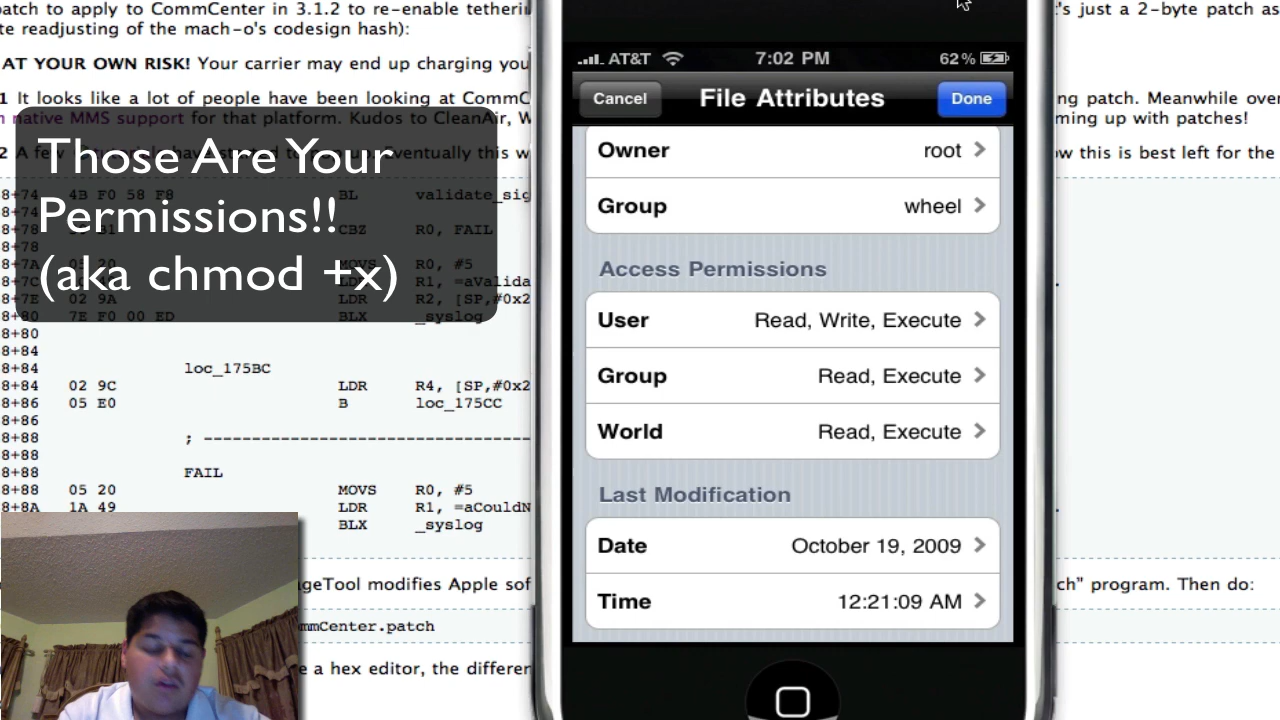 patch to apply to CommCenter in 3.1.2 to re-enable tetheri
's just a 2-byte patch as
te readjusting of the mach-o's codesign hash):
AT YOUR OWN RISK! Your carrier may end up charging you
1 It looks like a lot of people have been looking at CommC
ng patch. Meanwhile over
native MMS support for that platform. Kudos to CleanAir, W
ming up with patches!
2 A few
Eventually this w
ow this is best left for the
Those Are Your
Permissions!!
(aka chmod +x)
8+74 4B F0 58 F8 BL validate_sig
8+74
8+78 B1 CBZ R0, FAIL
8+78
8+7A 05 20 MOVS R0, #5
8+7C LDR R1, =aValida
8+7E 02 9A LDR R2, [SP,#0x2
8+80 7E F0 00 ED BLX _syslog
8+80
8+84
8+84 loc_175BC
8+84 02 9C LDR R4, [SP,#0x2
8+86 05 E0 B loc_175CC
8+86
8+88 ; --------------------------------------
8+88
8+88 FAIL
8+88 05 20 MOVS R0, #5
8+8A 1A 49 LDR R1, =aCouldN
BLX _syslog
geTool modifies Apple sof
ch” program. Then do:
mmCenter.patch
e a hex editor, the differen
AT&T 7:02 PM 62%
Cancel File Attributes Done
Owner root
Group wheel
Access Permissions
User Read, Write, Execute
Group Read, Execute
World Read, Execute
Last Modification
Date October 19, 2009
Time 12:21:09 AM